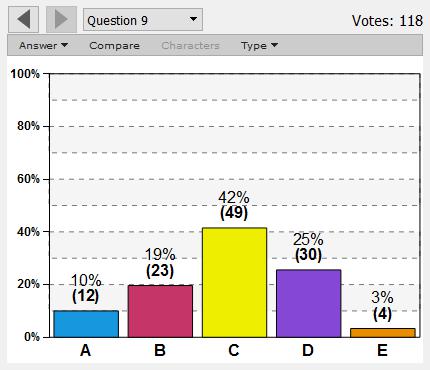 Question 9
Votes: 118
Answer
Compare
Characters
Type
100%
80%
60%
40%
20%
0%
10%
(12)
19%
(23)
42%
(49)
25%
(30)
3%
(4)
A B C D E